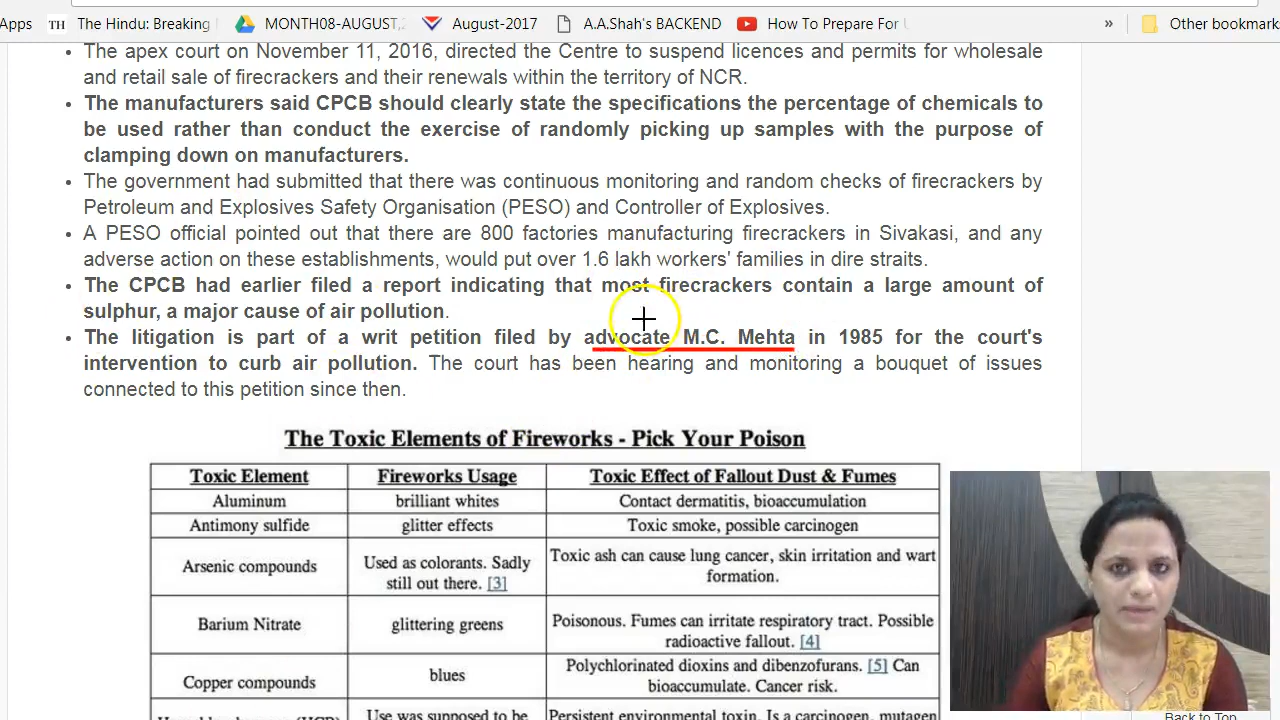 Apps TH The Hindu: Breaking MONTH08-AUGUST, August-2017 A.A.Shah's BACKEND How To Prepare For » Other bookmark
The apex court on November 11, 2016, directed the Centre to suspend licences and permits for wholesale
and retail sale of firecrackers and their renewals within the territory of NCR.
The manufacturers said CPCB should clearly state the specifications the percentage of chemicals to
be used rather than conduct the exercise of randomly picking up samples with the purpose of
clamping down on manufacturers.
The government had submitted that there was continuous monitoring and random checks of firecrackers by
Petroleum and Explosives Safety Organisation (PESO) and Controller of Explosives.
A PESO official pointed out that there are 800 factories manufacturing firecrackers in Sivakasi, and any
adverse action on these establishments, would put over 1.6 lakh workers' families in dire straits.
The CPCB had earlier filed a report indicating that most firecrackers contain a large amount of
sulphur, a major cause of air pollution.
The litigation is part of a writ petition filed by advocate M.C. Mehta in 1985 for the court's
intervention to curb air pollution. The court has been hearing and monitoring a bouquet of issues
connected to this petition since then.
The Toxic Elements of Fireworks - Pick Your Poison
Toxic Element Fireworks Usage Toxic Effect of Fallout Dust & Fumes
Aluminum brilliant whites Contact dermatitis, bioaccumulation
Antimony sulfide glitter effects Toxic smoke, possible carcinogen
Arsenic compounds Used as colorants. Sadly
still out there. [3] Toxic ash can cause lung cancer, skin irritation and wart
formation.
Barium Nitrate glittering greens Poisonous. Fumes can irritate respiratory tract. Possible
radioactive fallout. [4]
Copper compounds blues Polychlorinated dioxins and dibenzofurans. [5] Can
bioaccumulate. Cancer risk.
Use was supposed to be Persistent environmental toxin. Is a carcinogen, mutagen
Back to Top